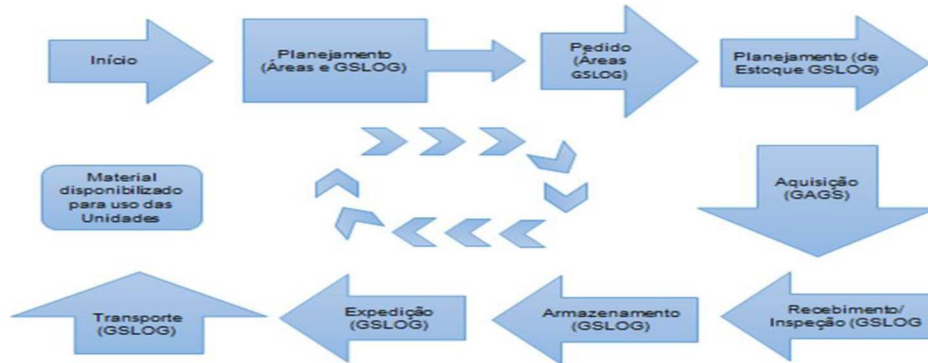 Início
Planejamento
(Áreas e GSLOG)
Pedido
(Áreas
GSLOG)
Planejamento (de
Estoque GSLOG)
Aquisição
(GAGS)
Recebimento/
Inspeção (GSLOG
Armazenamento
(GSLOG)
Expedição
(GSLOG)
Transporte
(GSLOG)
Material
disponibilizado
para uso das
Unidades